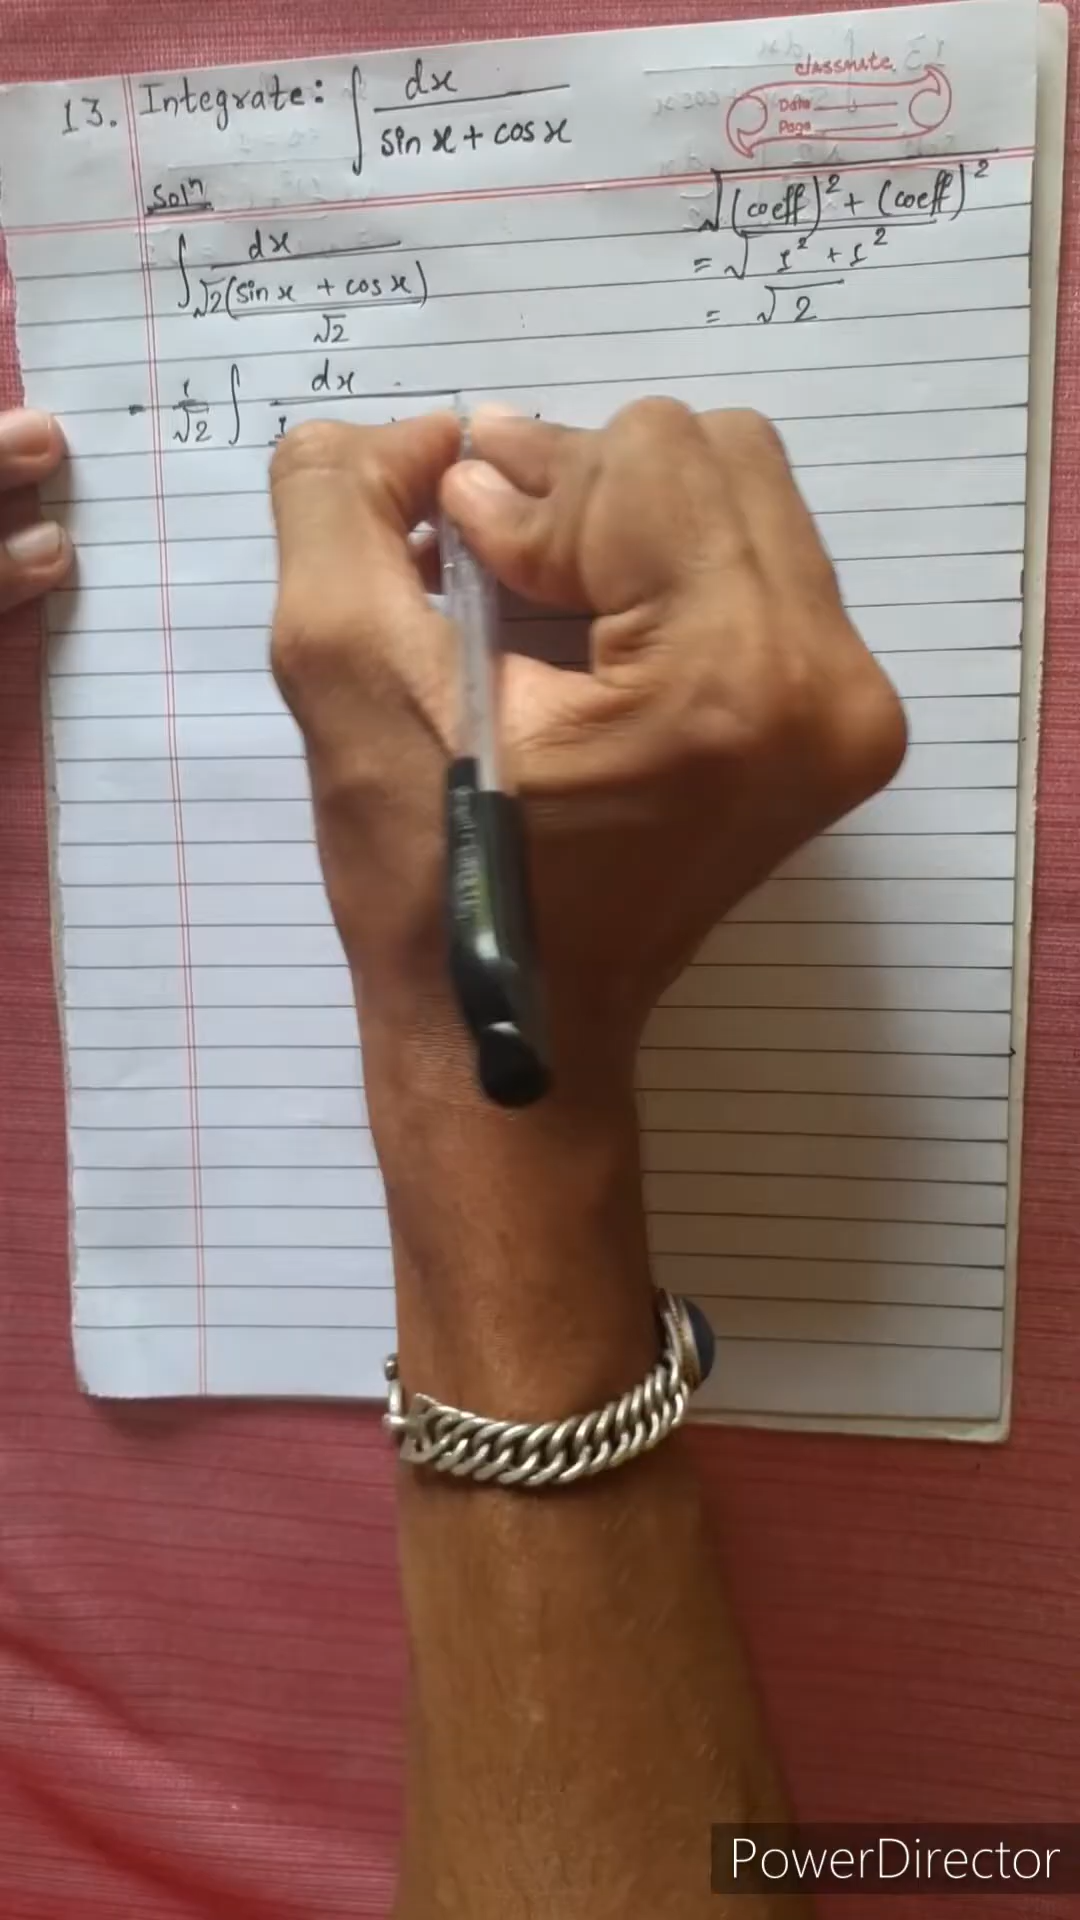 classmate
Date
Page
13. Integrate: ∫ dx / sin x + cos x
Solⁿ
∫ dx / √2(sin x + cos x) / √2
= 1/√2 ∫ dx / 1
√(coeff)² + (coeff)²
= √1² + 1²
= √2
PowerDirector